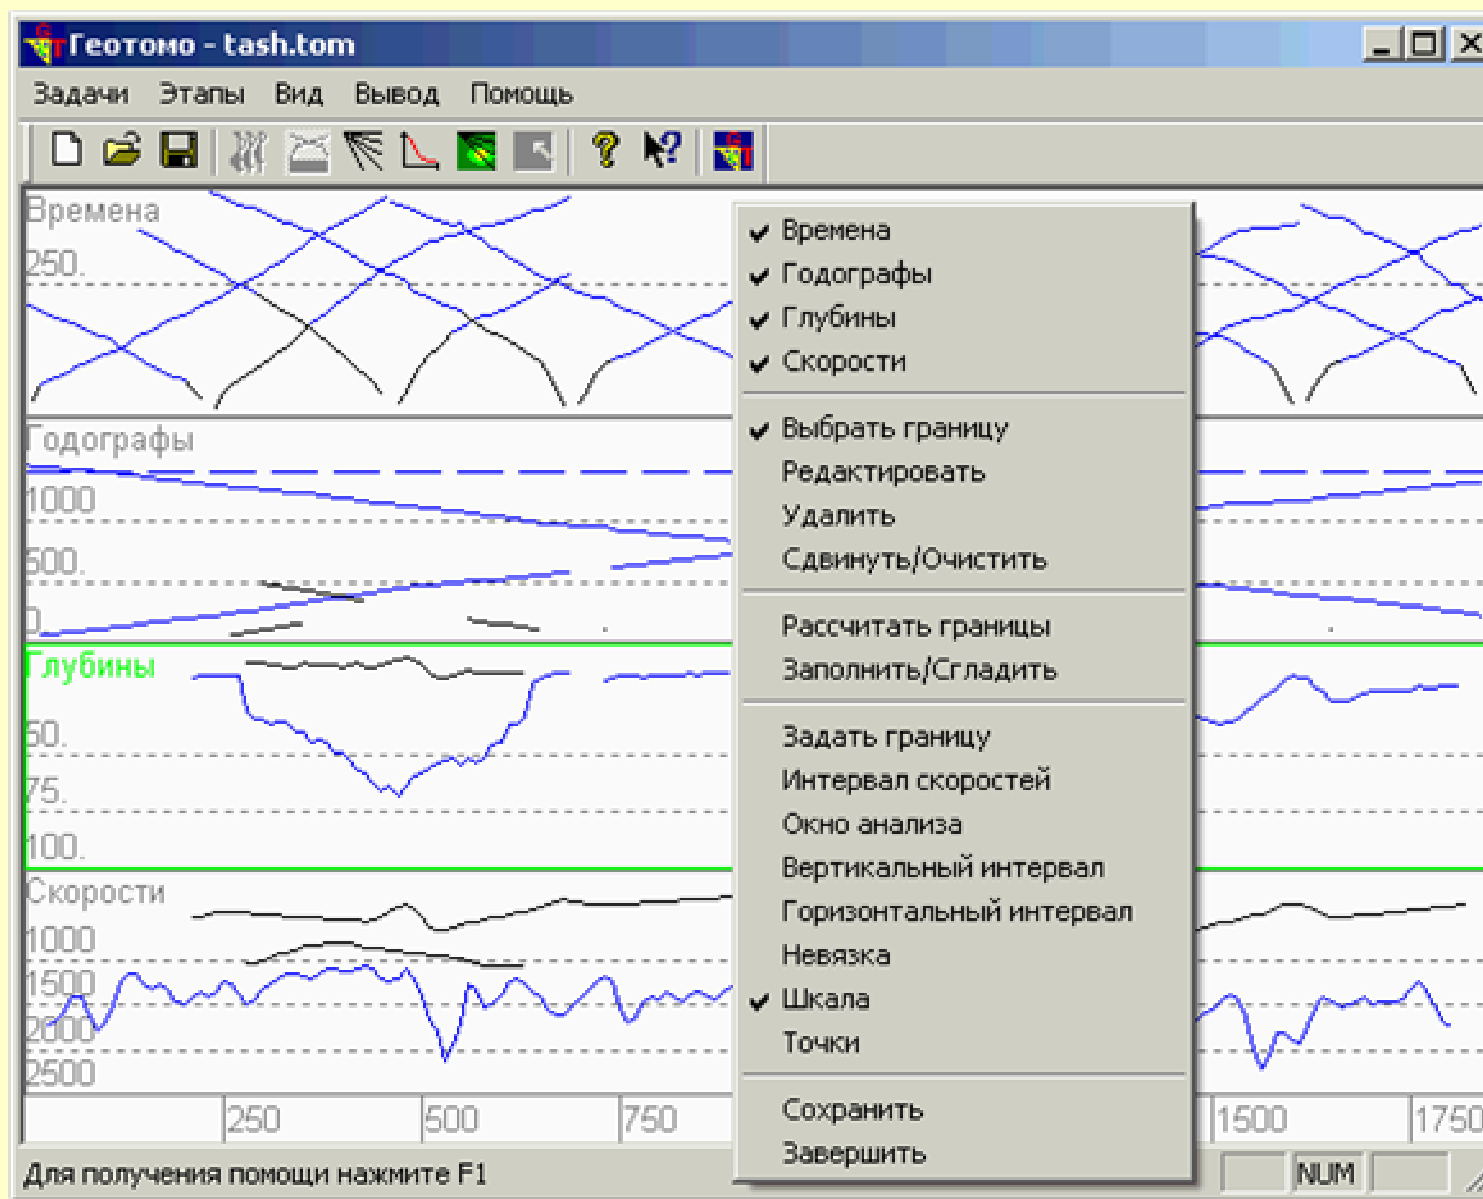 Геотомо - tash.tom
Задачи Этапы Вид Вывод Помощь
Времена
250.
Годографы
1000
500.
0.
Глубины
50.
75.
100.
Скорости
1000
1500
2000
2500
250 500 750 1500 1750
Времена
Годографы
Глубины
Скорости
Выбрать границу
Редактировать
Удалить
Сдвинуть/Очистить
Рассчитать границы
Заполнить/Сгладить
Задать границу
Интервал скоростей
Окно анализа
Вертикальный интервал
Горизонтальный интервал
Невязка
Шкала
Точки
Сохранить
Завершить
Для получения помощи нажмите F1
NUM